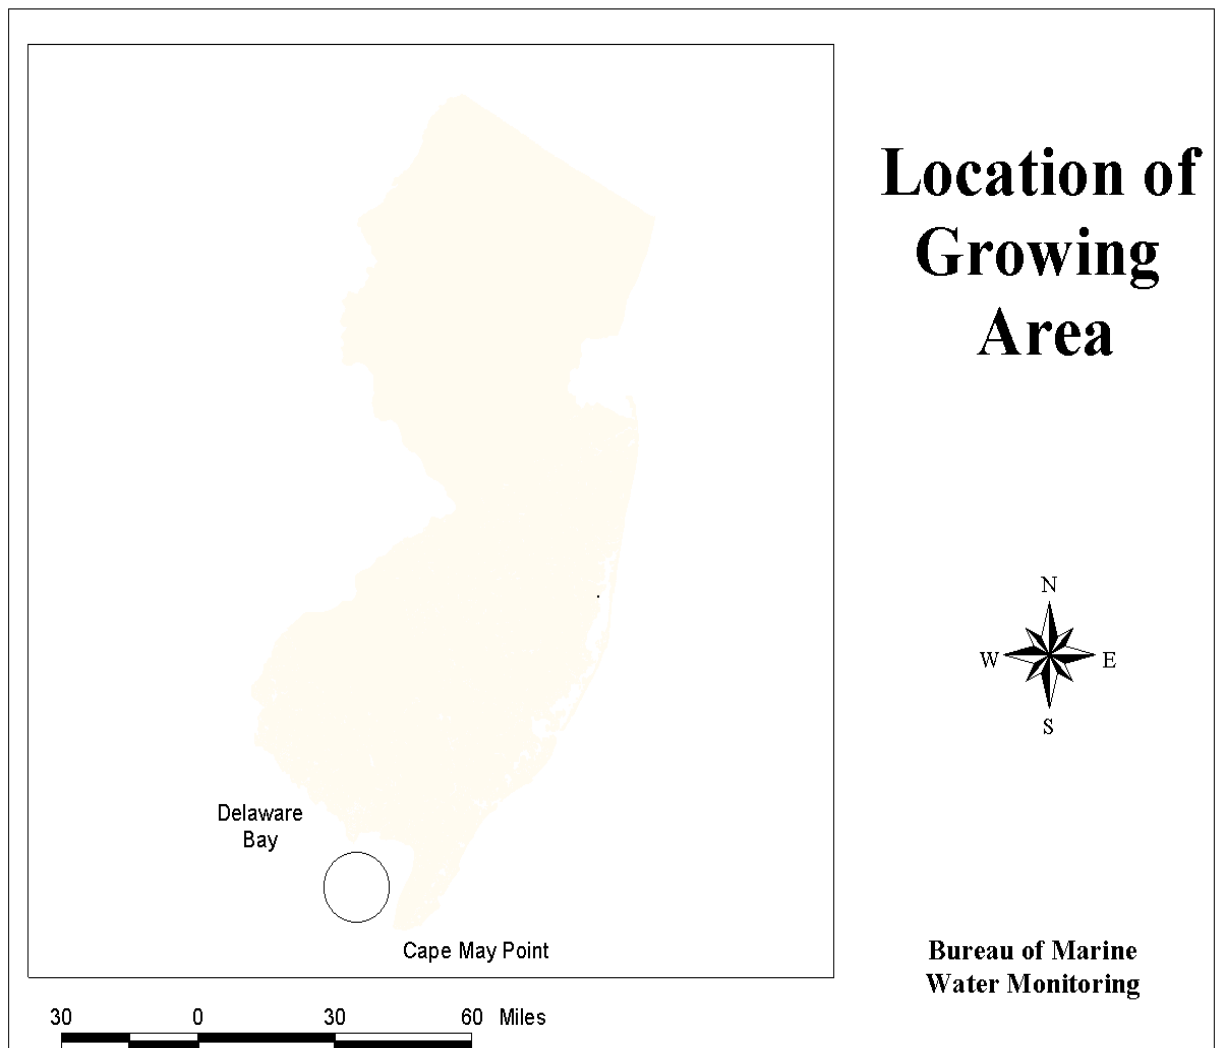 Location of
Growing
Area
N
W E
S
Delaware
Bay
Cape May Point
Bureau of Marine
Water Monitoring
30 0 30 60 Miles